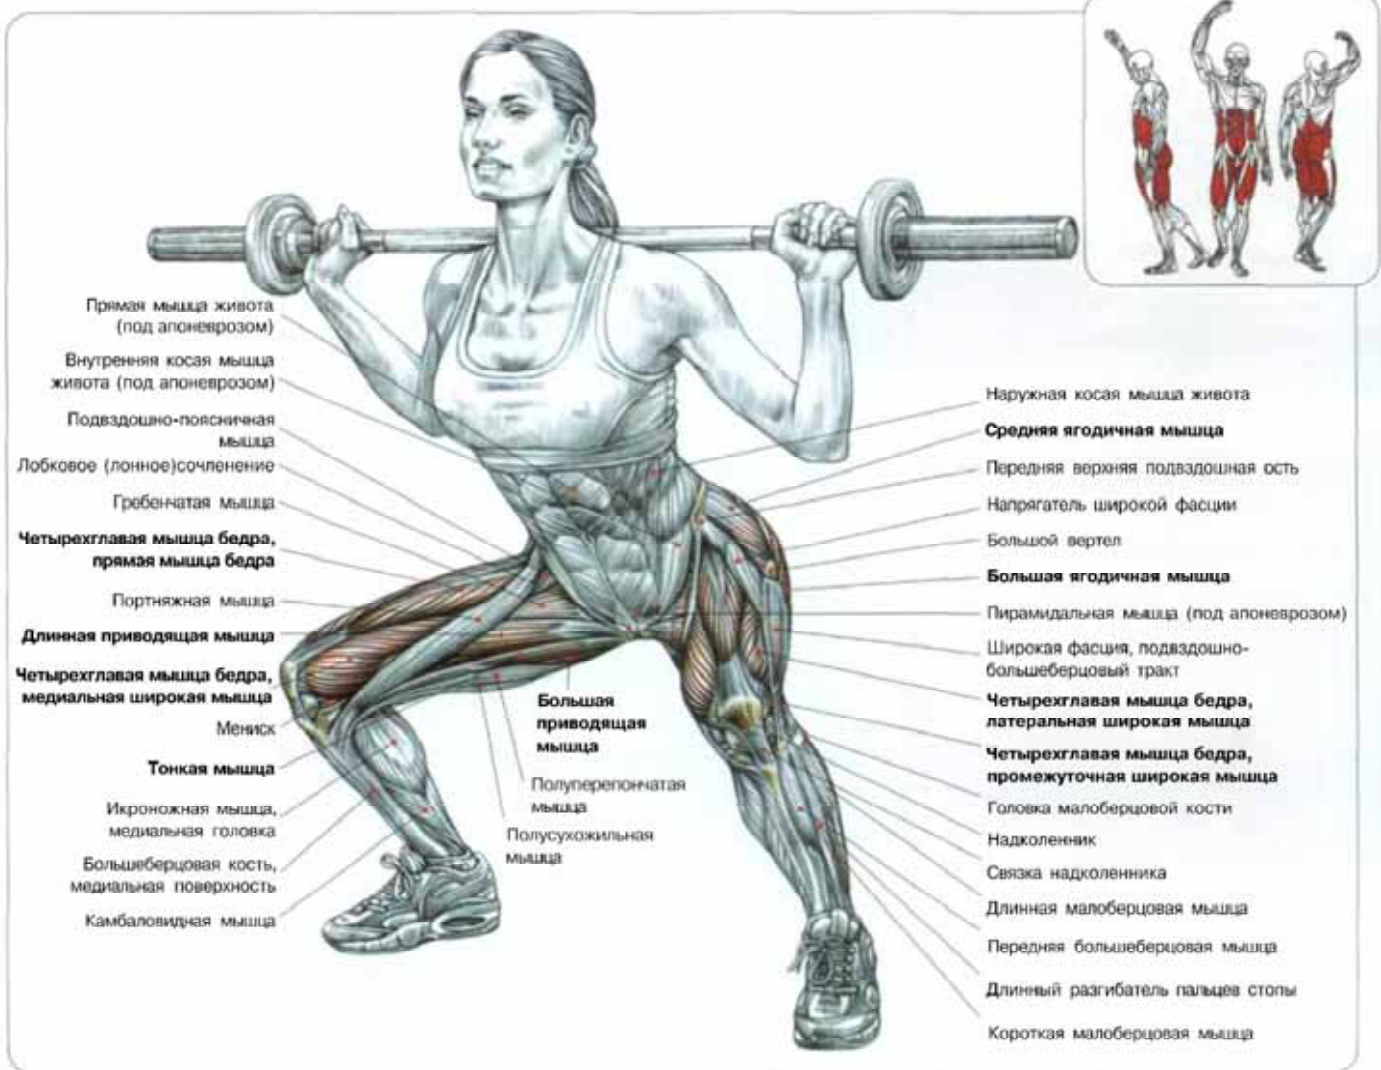 Прямая мышца живота
(под апоневрозом)
Внутренняя косая мышца
живота (под апоневрозом)
Подвздошно-поясничная
мышца
Лобковое (лонное)сочленение
Гребенчатая мышца
Четырехглавая мышца бедра,
прямая мышца бедра
Портняжная мышца
Длинная приводящая мышца
Четырехглавая мышца бедра,
медиальная широкая мышца
Мениск
Тонкая мышца
Икроножная мышца,
медиальная головка
Большеберцовая кость,
медиальная поверхность
Камбаловидная мышца
Большая
приводящая
мышца
Полуперепончатая
мышца
Полусухожильная
мышца
Наружная косая мышца живота
Средняя ягодичная мышца
Передняя верхняя подвздошная ость
Напрягатель широкой фасции
Большой вертел
Большая ягодичная мышца
Пирамидальная мышца (под апоневрозом)
Широкая фасция, подвздошно-
большеберцовый тракт
Четырехглавая мышца бедра,
латеральная широкая мышца
Четырехглавая мышца бедра,
промежуточная широкая мышца
Головка малоберцовой кости
Надколенник
Связка надколенника
Длинная малоберцовая мышца
Передняя большеберцовая мышца
Длинный разгибатель пальцев стопы
Короткая малоберцовая мышца